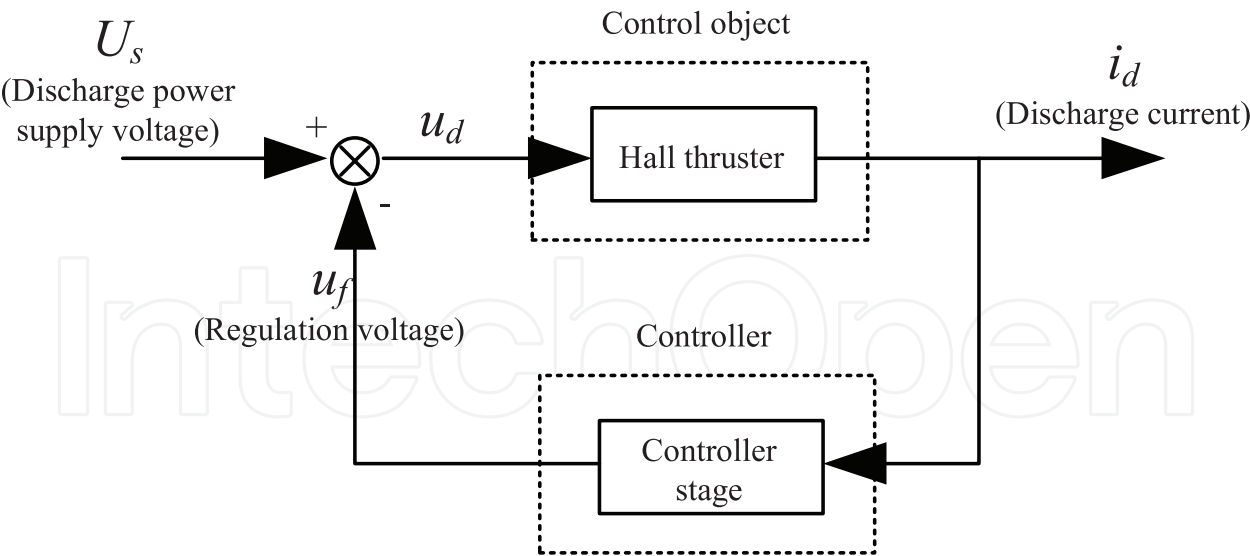 Control object
U_s
(Discharge power
supply voltage)
+
u_d
Hall thruster
i_d
(Discharge current)
-
u_f
(Regulation voltage)
Controller
Controller
stage
IntechOpen